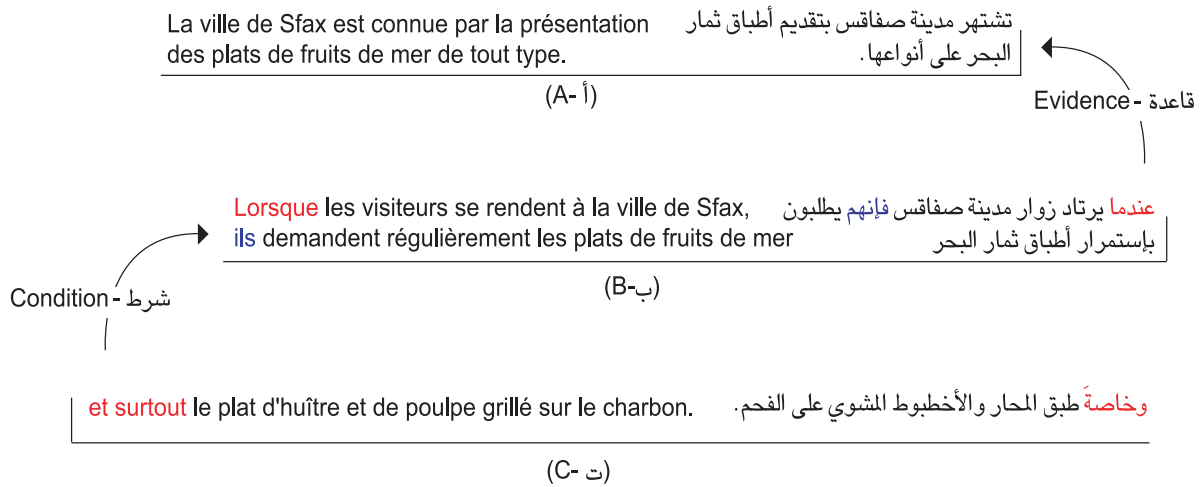 La ville de Sfax est connue par la présentation
des plats de fruits de mer de tout type.
تشتهر مدينة صفاقس بتقديم أطباق ثمار
البحر على أنواعها.
(A- أ)
Evidence - قاعدة
Lorsque les visiteurs se rendent à la ville de Sfax,
ils demandent régulièrement les plats de fruits de mer
عندما يرتاد زوار مدينة صفاقس فإنهم يطلبون
بإستمرار أطباق ثمار البحر
(B-ب)
Condition - شرط
et surtout le plat d'huître et de poulpe grillé sur le charbon.
وخاصةَ طبق المحار والأخطبوط المشوي على الفحم.
(C- ت)